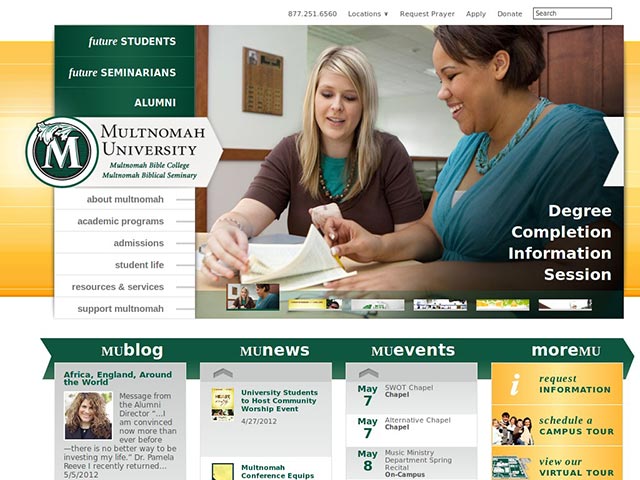 877.251.6560 Locations ▾ Request Prayer Apply Donate Search
future STUDENTS
future SEMINARIANS
ALUMNI
M
MULTNOMAH
UNIVERSITY
Multnomah Bible College
Multnomah Biblical Seminary
about multnomah
academic programs
admissions
student life
resources & services
support multnomah
Degree
Completion
Information
Session
MUblog
Africa, England, Around
the World
Message from
the Alumni
Director "...I
am convinced
now more than
ever before
—there is no better way to be
investing my life." Dr. Pamela
Reeve I recently returned...
5/5/2012
MUnews
University Students
to Host Community
Worship Event
4/27/2012
Multnomah
Conference Equips
MUevents
May
7
SWOT Chapel
Chapel
May
7
Alternative Chapel
Chapel
May
8
Music Ministry
Department Spring
Recital
On-Campus
moreMU
i
request
INFORMATION
schedule a
CAMPUS TOUR
view our
VIRTUAL TOUR